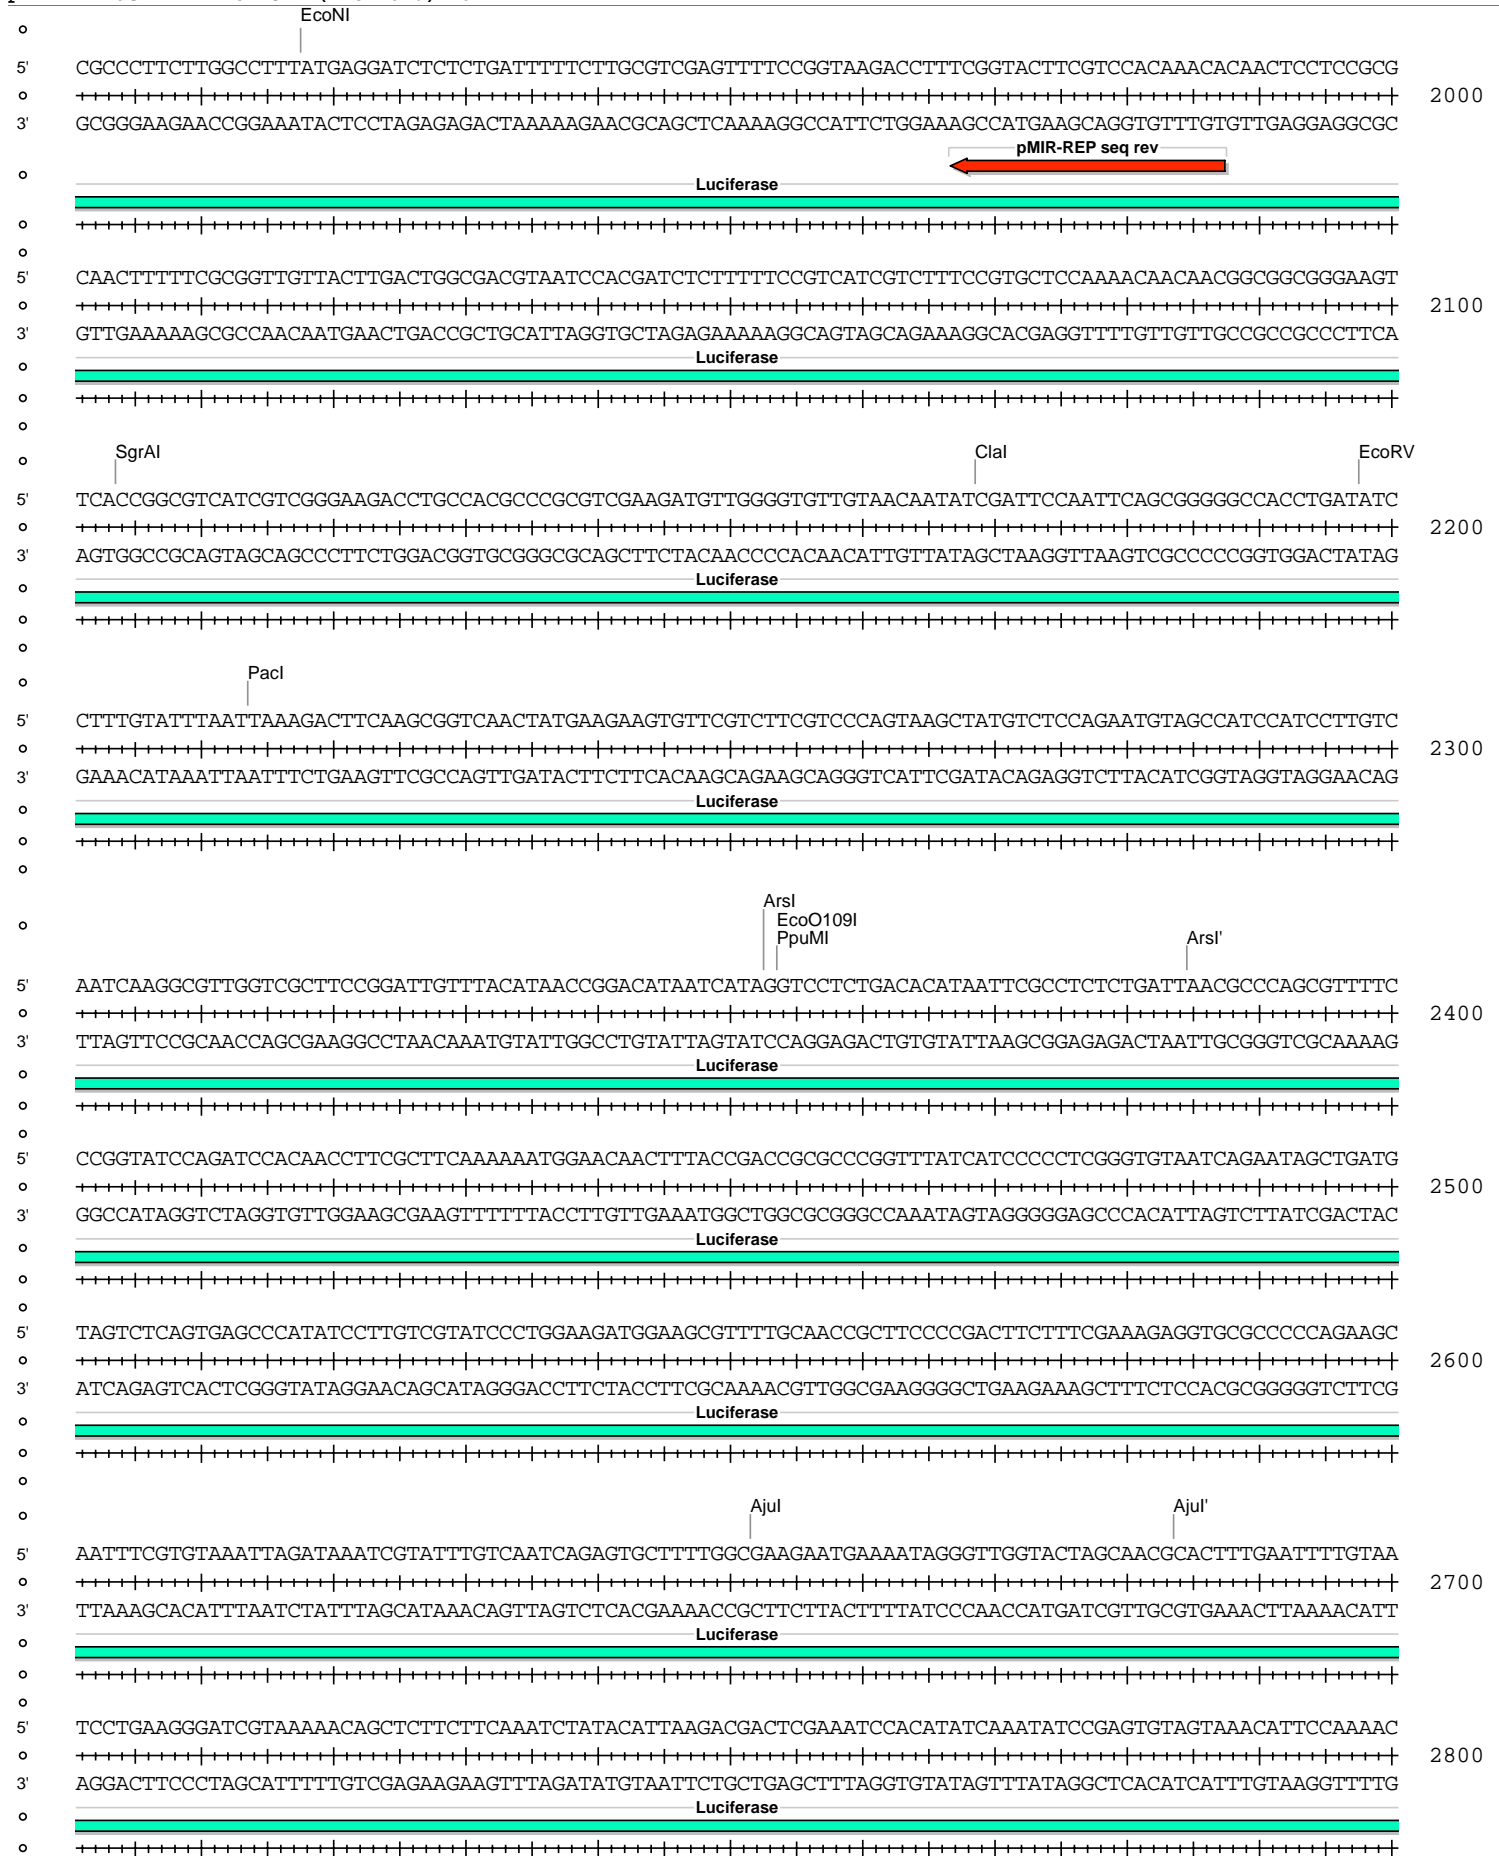 EcoNI
5' CGCCCTTCTTGGCCTTTATGAGGATCTCTCTGATTTTTCTTGCGTCGAGTTTTCCGGTAAGACCTTTCGGTACTTCGTCCACAAACACAACTCCTCCGCG
2000
3' GCGGGAAGAACCGGAAATACTCCTAGAGAGACTAAAAAGAACGCAGCTCAAAAGGCCATTCTGGAAAGCCATGAAGCAGGTGTTTGTGTTGAGGAGGCGC
pMIR-REP seq rev
Luciferase
5' CAACTTTTTCGCGGTTGTTACTTGACTGGCGACGTAATCCACGATCTCTTTTTCCGTCATCGTCTTTCCGTGCTCCAAAACAACAACGGCGGCGGGAAGT
2100
3' GTTGAAAAAGCGCCAACAATGAACTGACCGCTGCATTAGGTGCTAGAGAAAAAGGCAGTAGCAGAAAGGCACGAGGTTTTGTTGTTGCCGCCGCCCTTCA
Luciferase
SgrAI ClaI EcoRV
5' TCACCGGCGTCATCGTCGGGAAGACCTGCCACGCCCGCGTCGAAGATGTTGGGGTGTTGTAACAATATCGATTCCAATTCAGCGGGGGCCACCTGATATC
2200
3' AGTGGCCGCAGTAGCAGCCCTTCTGGACGGTGCGGGCGCAGCTTCTACAACCCCACAACATTGTTATAGCTAAGGTTAAGTCGCCCCCGGTGGACTATAG
Luciferase
PacI
5' CTTTGTATTTAATTAAAGACTTCAAGCGGTCAACTATGAAGAAGTGTTCGTCTTCGTCCCAGTAAGCTATGTCTCCAGAATGTAGCCATCCATCCTTGTC
2300
3' GAAACATAAATTAATTTCTGAAGTTCGCCAGTTGATACTTCTTCACAAGCAGAAGCAGGGTCATTCGATACAGAGGTCTTACATCGGTAGGTAGGAACAG
Luciferase
ArsI
EcoO109I
PpuMI ArsI'
5' AATCAAGGCGTTGGTCGCTTCCGGATTGTTTACATAACCGGACATAATCATAGGTCCTCTGACACATAATTCGCCTCTCTGATTAACGCCCAGCGTTTTC
2400
3' TTAGTTCCGCAACCAGCGAAGGCCTAACAAATGTATTGGCCTGTATTAGTATCCAGGAGACTGTGTATTAAGCGGAGAGACTAATTGCGGGTCGCAAAAG
Luciferase
5' CCGGTATCCAGATCCACAACCTTCGCTTCAAAAAATGGAACAACTTTACCGACCGCGCCCGGTTTATCATCCCCCTCGGGTGTAATCAGAATAGCTGATG
2500
3' GGCCATAGGTCTAGGTGTTGGAAGCGAAGTTTTTTACCTTGTTGAAATGGCTGGCGCGGGCCAAATAGTAGGGGGAGCCCACATTAGTCTTATCGACTAC
Luciferase
5' TAGTCTCAGTGAGCCCATATCCTTGTCGTATCCCTGGAAGATGGAAGCGTTTTGCAACCGCTTCCCCGACTTCTTTCGAAAGAGGTGCGCCCCCAGAAGC
2600
3' ATCAGAGTCACTCGGGTATAGGAACAGCATAGGGACCTTCTACCTTCGCAAAACGTTGGCGAAGGGGCTGAAGAAAGCTTTCTCCACGCGGGGGTCTTCG
Luciferase
AjuI AjuI'
5' AATTTCGTGTAAATTAGATAAATCGTATTTGTCAATCAGAGTGCTTTTGGCGAAGAATGAAAATAGGGTTGGTACTAGCAACGCACTTTGAATTTTGTAA
2700
3' TTAAAGCACATTTAATCTATTTAGCATAAACAGTTAGTCTCACGAAAACCGCTTCTTACTTTTATCCCAACCATGATCGTTGCGTGAAACTTAAAACATT
Luciferase
5' TCCTGAAGGGATCGTAAAAACAGCTCTTCTTCAAATCTATACATTAAGACGACTCGAAATCCACATATCAAATATCCGAGTGTAGTAAACATTCCAAAAC
2800
3' AGGACTTCCCTAGCATTTTTGTCGAGAAGAAGTTTAGATATGTAATTCTGCTGAGCTTTAGGTGTATAGTTTATAGGCTCACATCATTTGTAAGGTTTTG
Luciferase